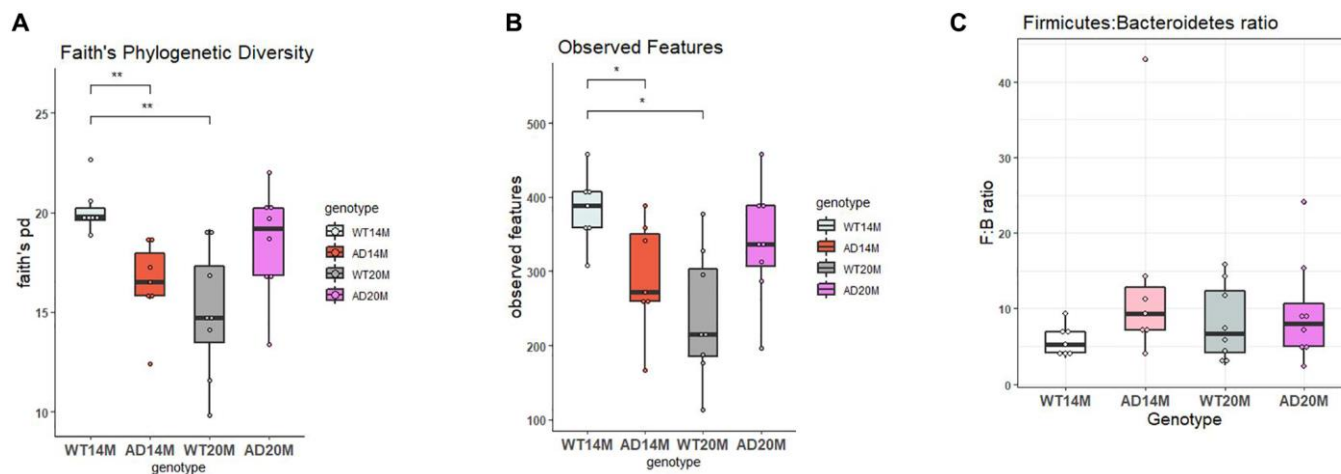 A
Faith's Phylogenetic Diversity
**
**
25
20
15
10
faith's pd
WT14M AD14M WT20M AD20M
genotype
genotype
WT14M
AD14M
WT20M
AD20M
B
Observed Features
*
*
500
400
300
200
100
observed features
WT14M AD14M WT20M AD20M
genotype
genotype
WT14M
AD14M
WT20M
AD20M
C
Firmicutes:Bacteroidetes ratio
40
30
20
10
0
F:B ratio
WT14M AD14M WT20M AD20M
Genotype